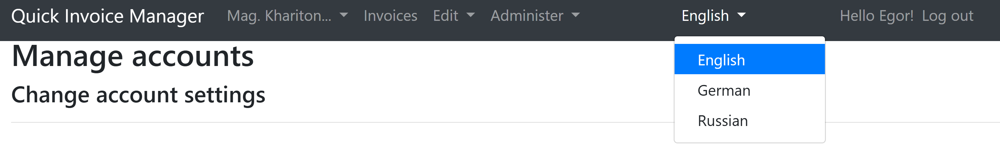 Quick Invoice Manager Mag. Khariton... Invoices Edit Administer English Hello Egor! Log out
Manage accounts
Change account settings
English
German
Russian